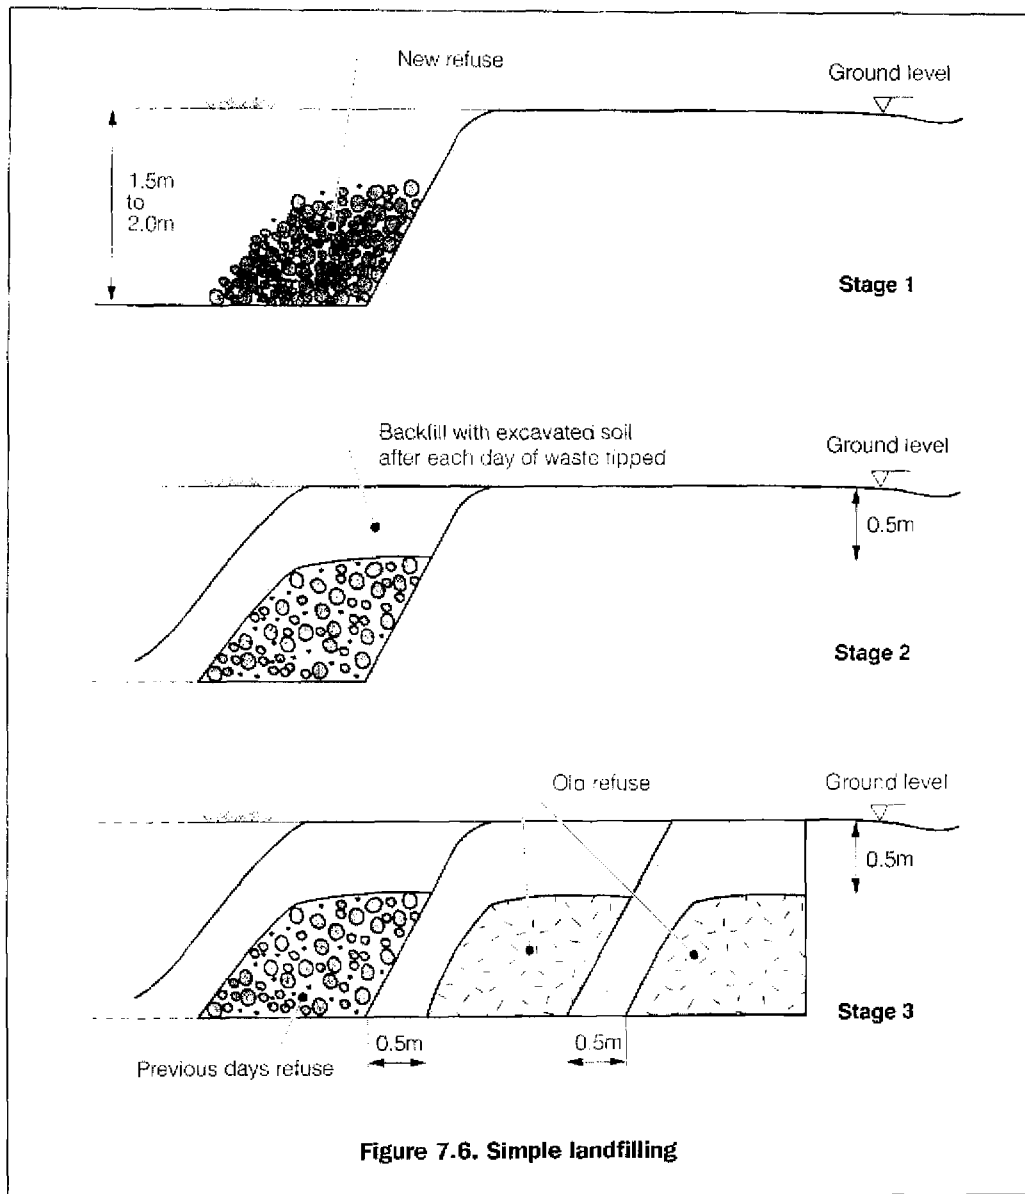 New refuse
Ground level
1.5m
to
2.0m
Stage 1
Backfill with excavated soil
after each day of waste tipped
Ground level
0.5m
Stage 2
Old refuse
Ground level
0.5m
Stage 3
0.5m
0.5m
Previous days refuse
Figure 7.6. Simple landfilling